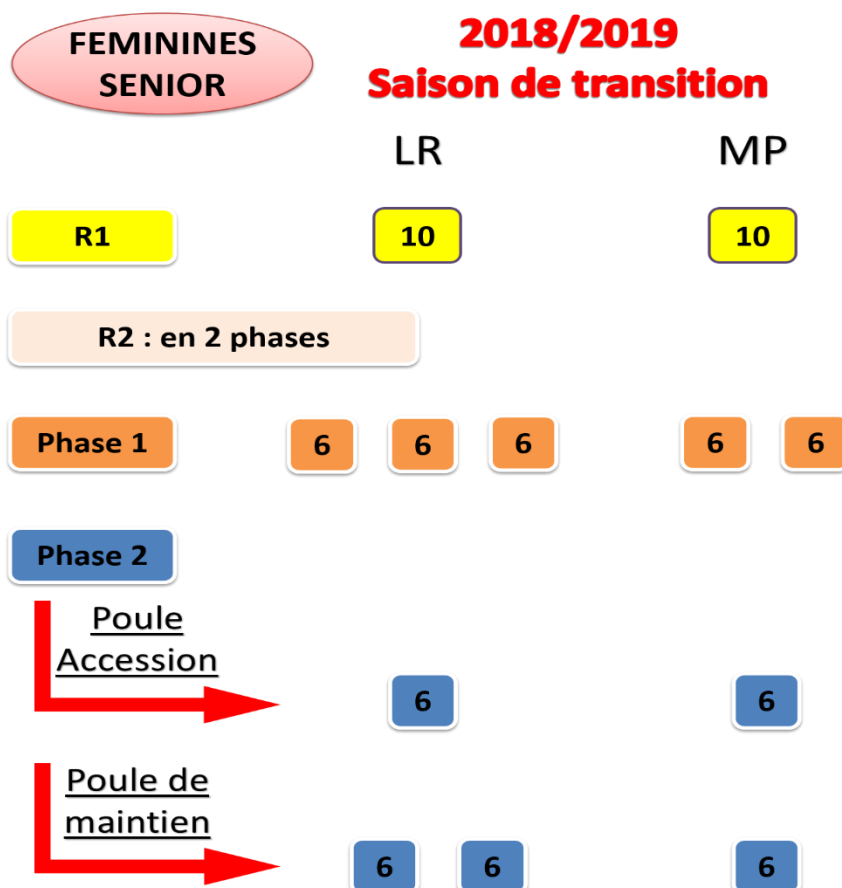 FEMININES
SENIOR
2018/2019
Saison de transition
LR MP
R1 10 10
R2 : en 2 phases
Phase 1 6 6 6 6 6
Phase 2
Poule
Accession
6 6
Poule de
maintien
6 6 6